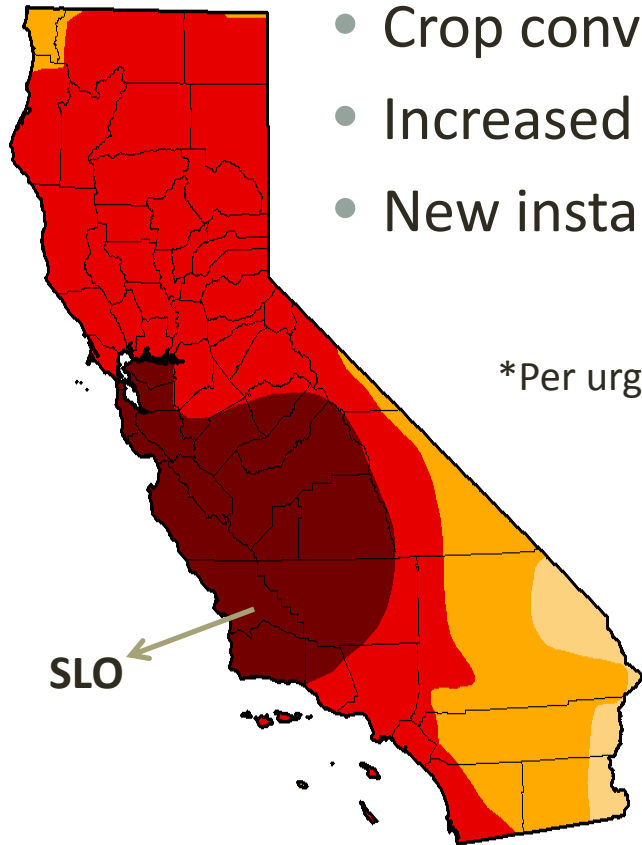 • Crop conv
• Increased
• New insta
*Per urg
SLO